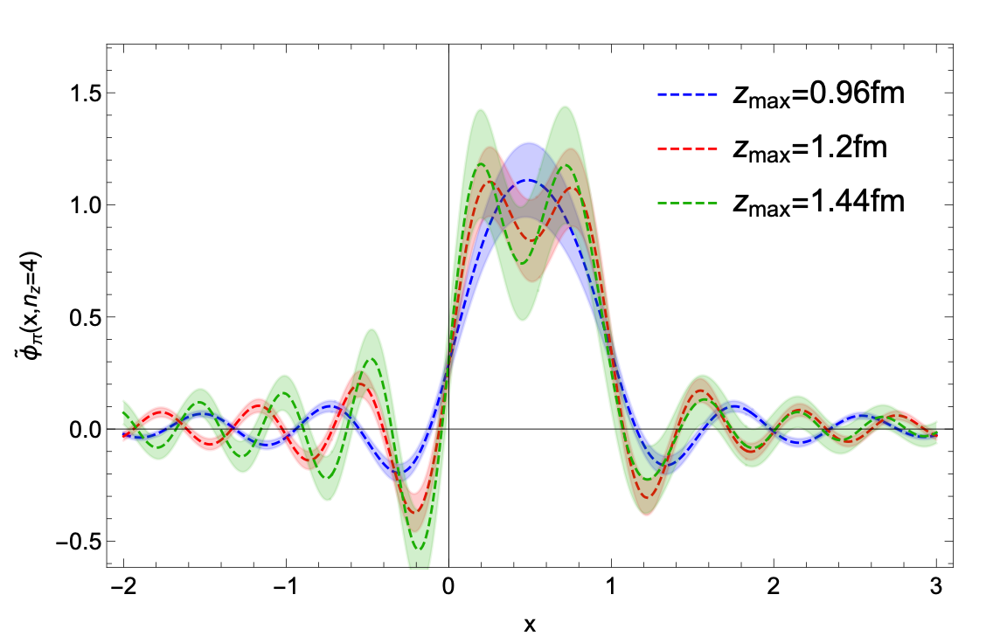 z_max=0.96fm
z_max=1.2fm
z_max=1.44fm
1.5
1.0
0.5
0.0
−0.5
ϕ̃_π(x,n_z=4)
−2 −1 0 1 2 3
x